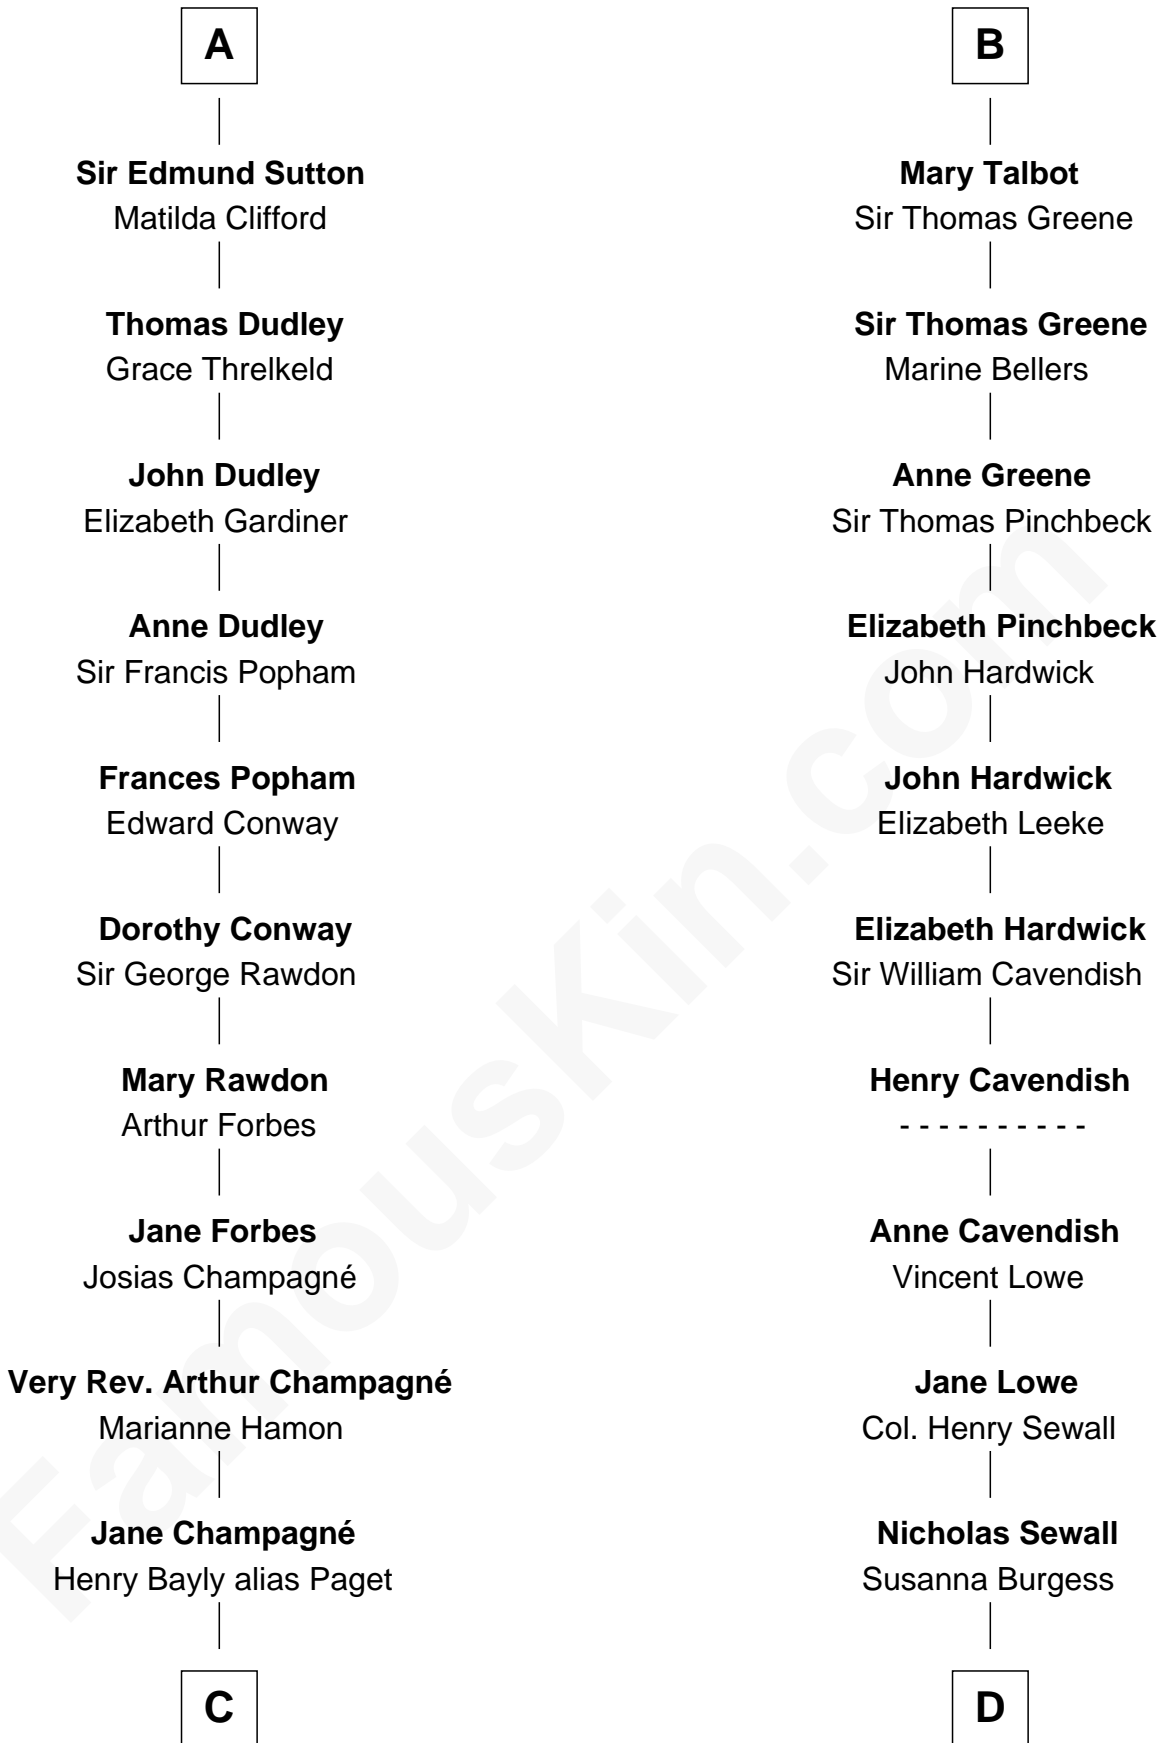 A
Sir Edmund Sutton
Matilda Clifford
Thomas Dudley
Grace Threlkeld
John Dudley
Elizabeth Gardiner
Anne Dudley
Sir Francis Popham
Frances Popham
Edward Conway
Dorothy Conway
Sir George Rawdon
Mary Rawdon
Arthur Forbes
Jane Forbes
Josias Champagné
Very Rev. Arthur Champagné
Marianne Hamon
Jane Champagné
Henry Bayly alias Paget
C
B
Mary Talbot
Sir Thomas Greene
Sir Thomas Greene
Marine Bellers
Anne Greene
Sir Thomas Pinchbeck
Elizabeth Pinchbeck
John Hardwick
John Hardwick
Elizabeth Leeke
Elizabeth Hardwick
Sir William Cavendish
Henry Cavendish
- - - - - - - - - -
Anne Cavendish
Vincent Lowe
Jane Lowe
Col. Henry Sewall
Nicholas Sewall
Susanna Burgess
D
FamousKin.com